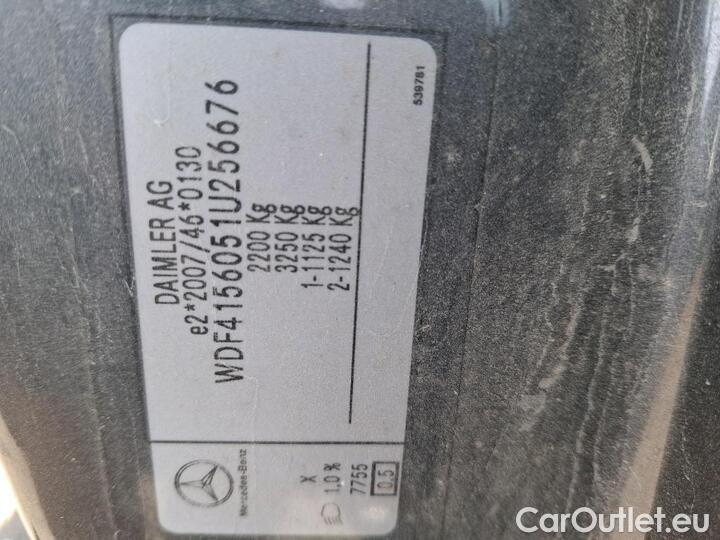 DAIMLER AG
e2*2007/46*0130
WDF4156051U256676
2200 Kg
3250 Kg
1-1125 Kg
2-1240 Kg
539781
Mercedes-Benz
X
1.0%
7755
0.5
CarOutlet.eu